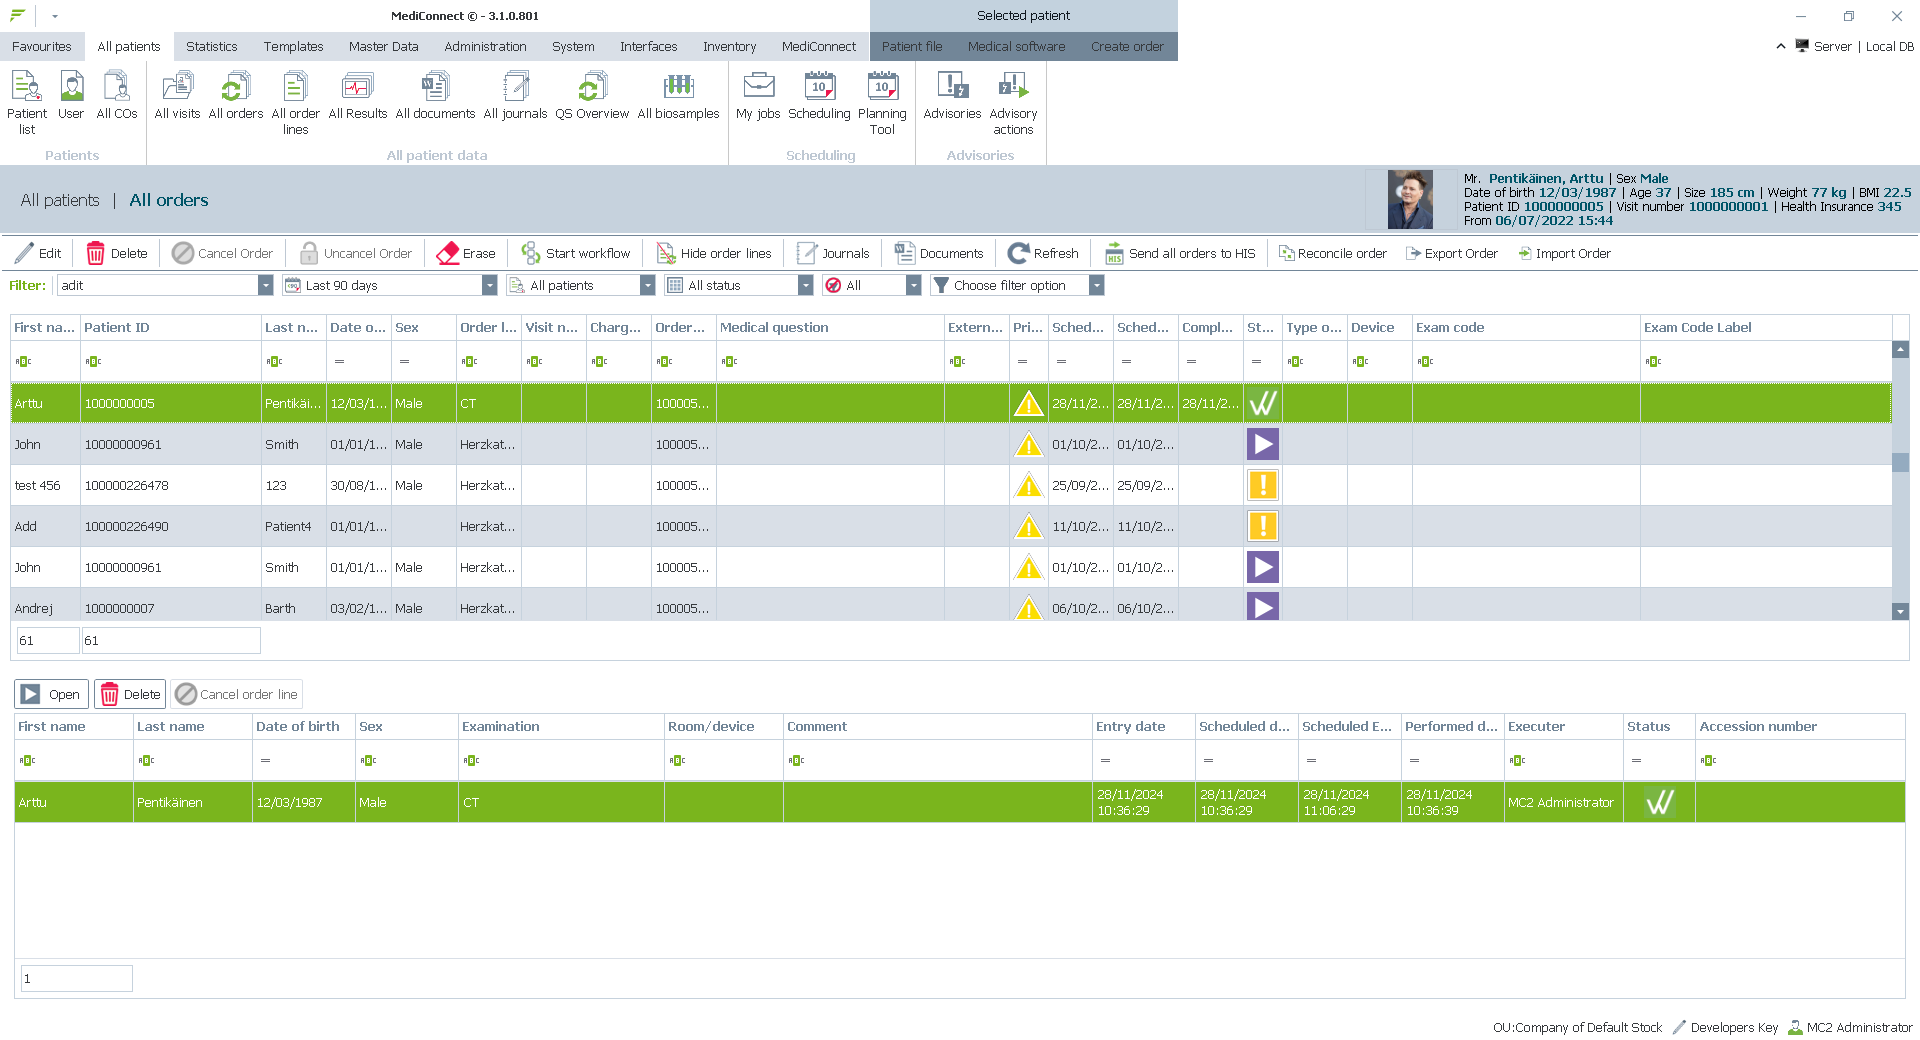 MediConnect © - 3.1.0.801
Selected patient
Favourites All patients Statistics Templates Master Data Administration System Interfaces Inventory MediConnect Patient file Medical software Create order
Server | Local DB
Patient list User All COs All visits All orders All order lines All Results All documents All journals QS Overview All biosamples My jobs Scheduling Planning Tool Advisories Advisory actions
Patients All patient data Scheduling Advisories
All patients | All orders
Mr. Pentikäinen, Arttu | Sex Male
Date of birth 12/03/1987 | Age 37 | Size 185 cm | Weight 77 kg | BMI 22.5
Patient ID 1000000005 | Visit number 1000000001 | Health Insurance 345
From 06/07/2022 15:44
Edit Delete Cancel Order Uncancel Order Erase Start workflow Hide order lines Journals Documents Refresh Send all orders to HIS Reconcile order Export Order Import Order
Filter: adit Last 90 days All patients All status All Choose filter option
First na... Patient ID Last n... Date o... Sex Order l... Visit n... Charg... Order... Medical question Extern... Pri... Sched... Sched... Compl... St... Type o... Device Exam code Exam Code Label
Arttu 1000000005 Pentikäi... 12/03/1... Male CT 100005... 28/11/2... 28/11/2... 28/11/2...
John 10000000961 Smith 01/01/1... Male Herzkat... 100005... 01/10/2... 01/10/2...
test 456 100000226478 123 30/08/1... Male Herzkat... 100005... 25/09/2... 25/09/2...
Add 100000226490 Patient4 01/01/1... Herzkat... 100005... 11/10/2... 11/10/2...
John 10000000961 Smith 01/01/1... Male Herzkat... 100005... 01/10/2... 01/10/2...
Andrej 1000000007 Barth 03/02/1... Male Herzkat... 100005... 06/10/2... 06/10/2...
61 61
Open Delete Cancel order line
First name Last name Date of birth Sex Examination Room/device Comment Entry date Scheduled d... Scheduled E... Performed d... Executer Status Accession number
Arttu Pentikäinen 12/03/1987 Male CT 28/11/2024 10:36:29 28/11/2024 10:36:29 28/11/2024 11:06:29 28/11/2024 10:36:39 MC2 Administrator
1
OU:Company of Default Stock Developers Key MC2 Administrator